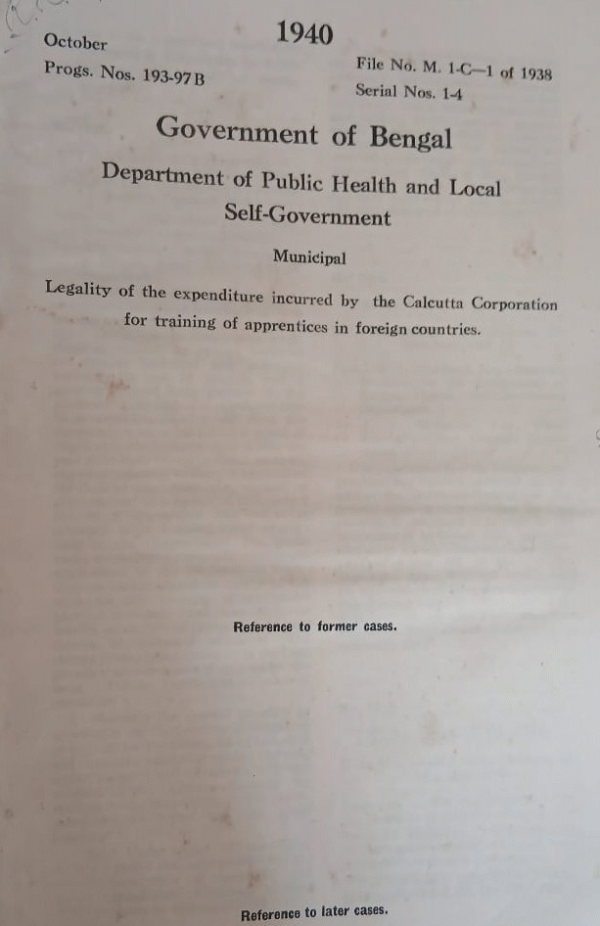 1940
October
Progs. Nos. 193-97 B
File No. M. 1-C—1 of 1938
Serial Nos. 1-4
Government of Bengal
Department of Public Health and Local
Self-Government
Municipal
Legality of the expenditure incurred by the Calcutta Corporation
for training of apprentices in foreign countries.
Reference to former cases.
Reference to later cases.